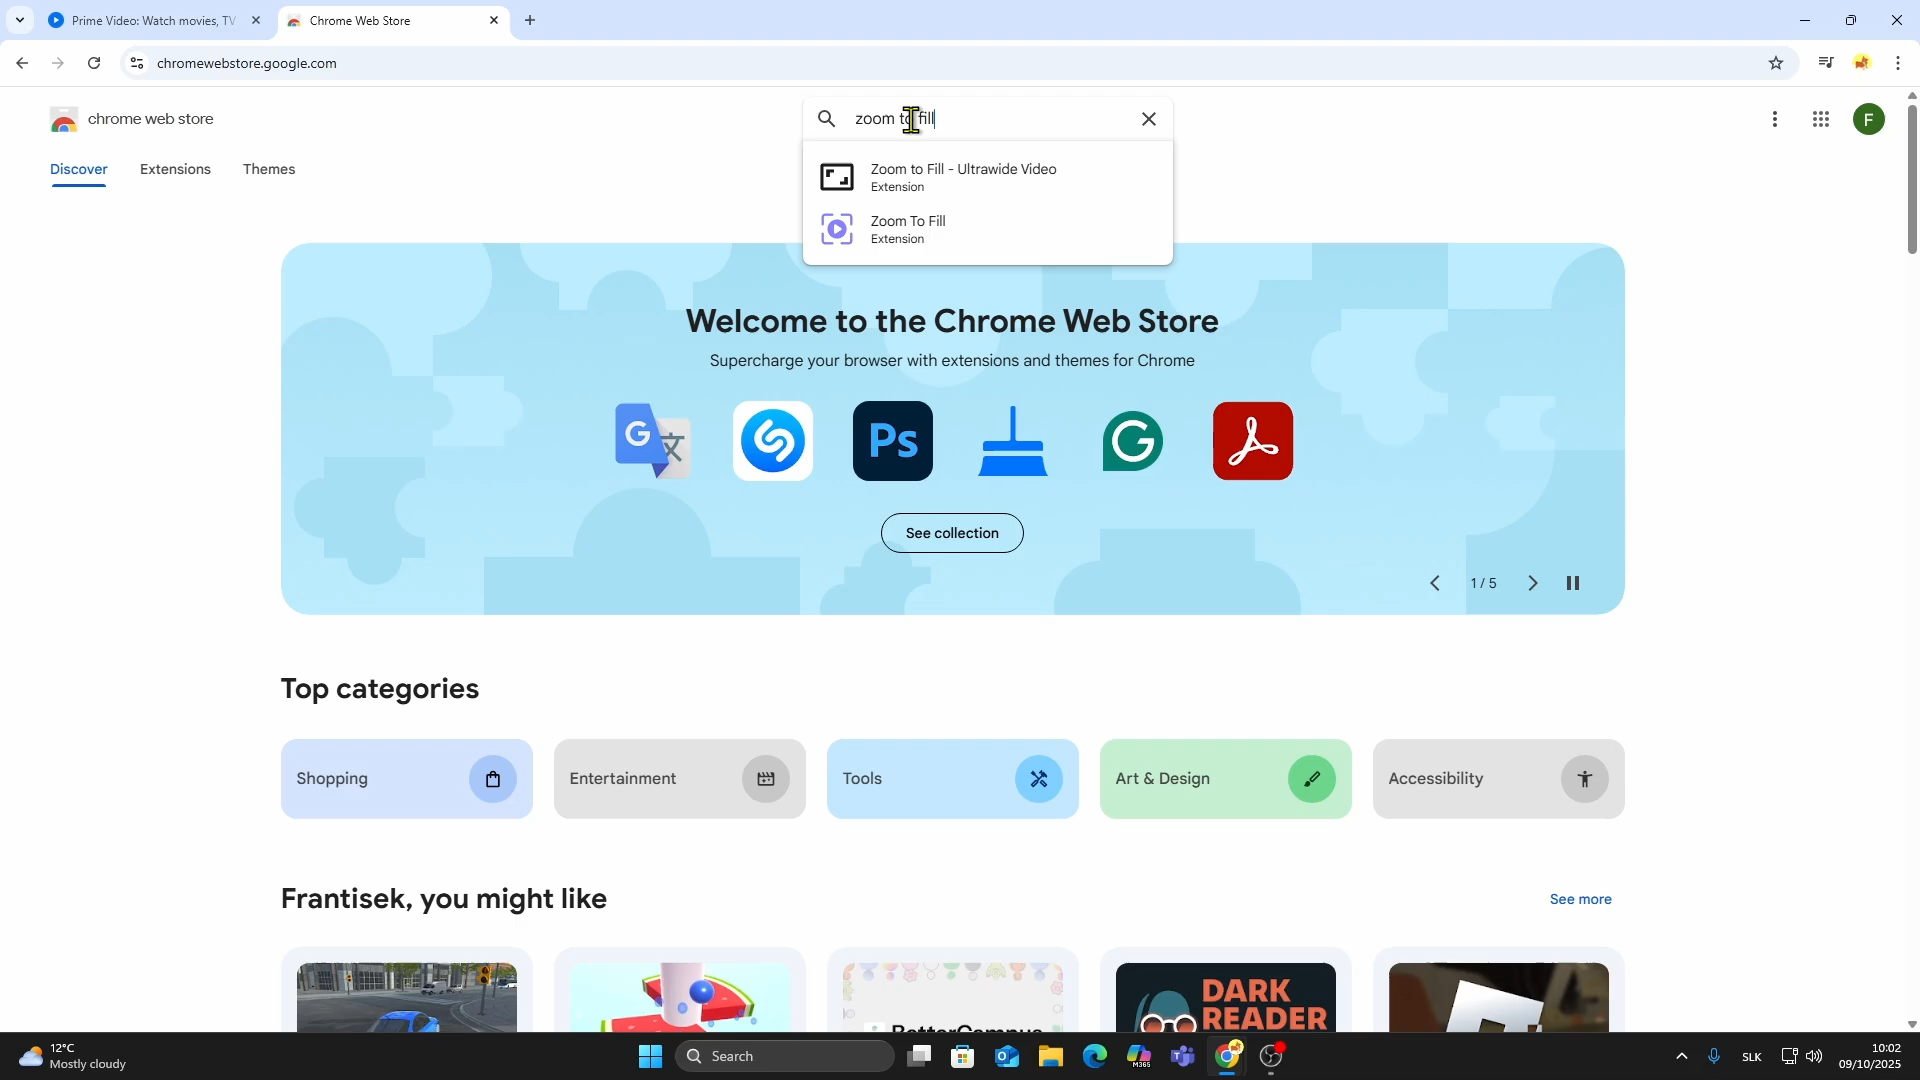 Prime Video: Watch movies, TV
Chrome Web Store
chromewebstore.google.com
chrome web store
zoom to fill
F
Discover
Extensions
Themes
Zoom to Fill - Ultrawide Video
Extension
Zoom To Fill
Extension
Welcome to the Chrome Web Store
Supercharge your browser with extensions and themes for Chrome
G
Ps
G
See collection
1 / 5
Top categories
Shopping
Entertainment
Tools
Art & Design
Accessibility
Frantisek, you might like
See more
DARK
READER
12°C
Mostly cloudy
Search
M365
SLK
10:02
09/10/2025